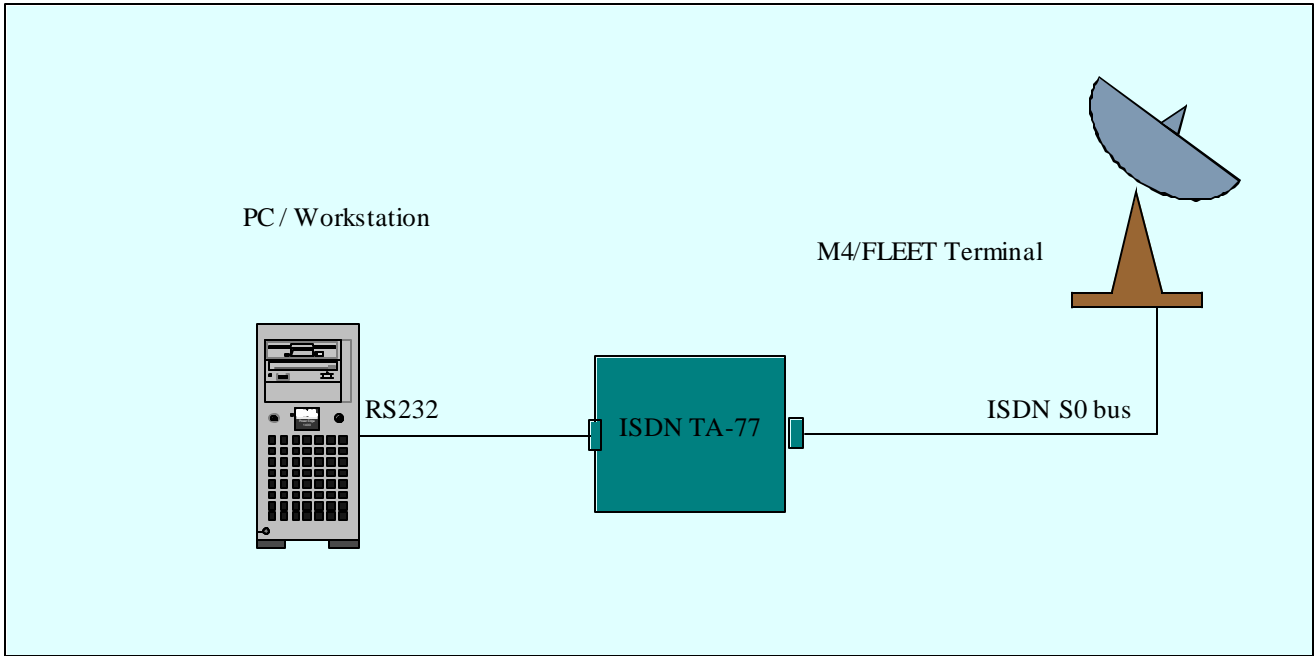 PC / Workstation
M4/FLEET Terminal
RS232
ISDN TA-77
ISDN S0 bus